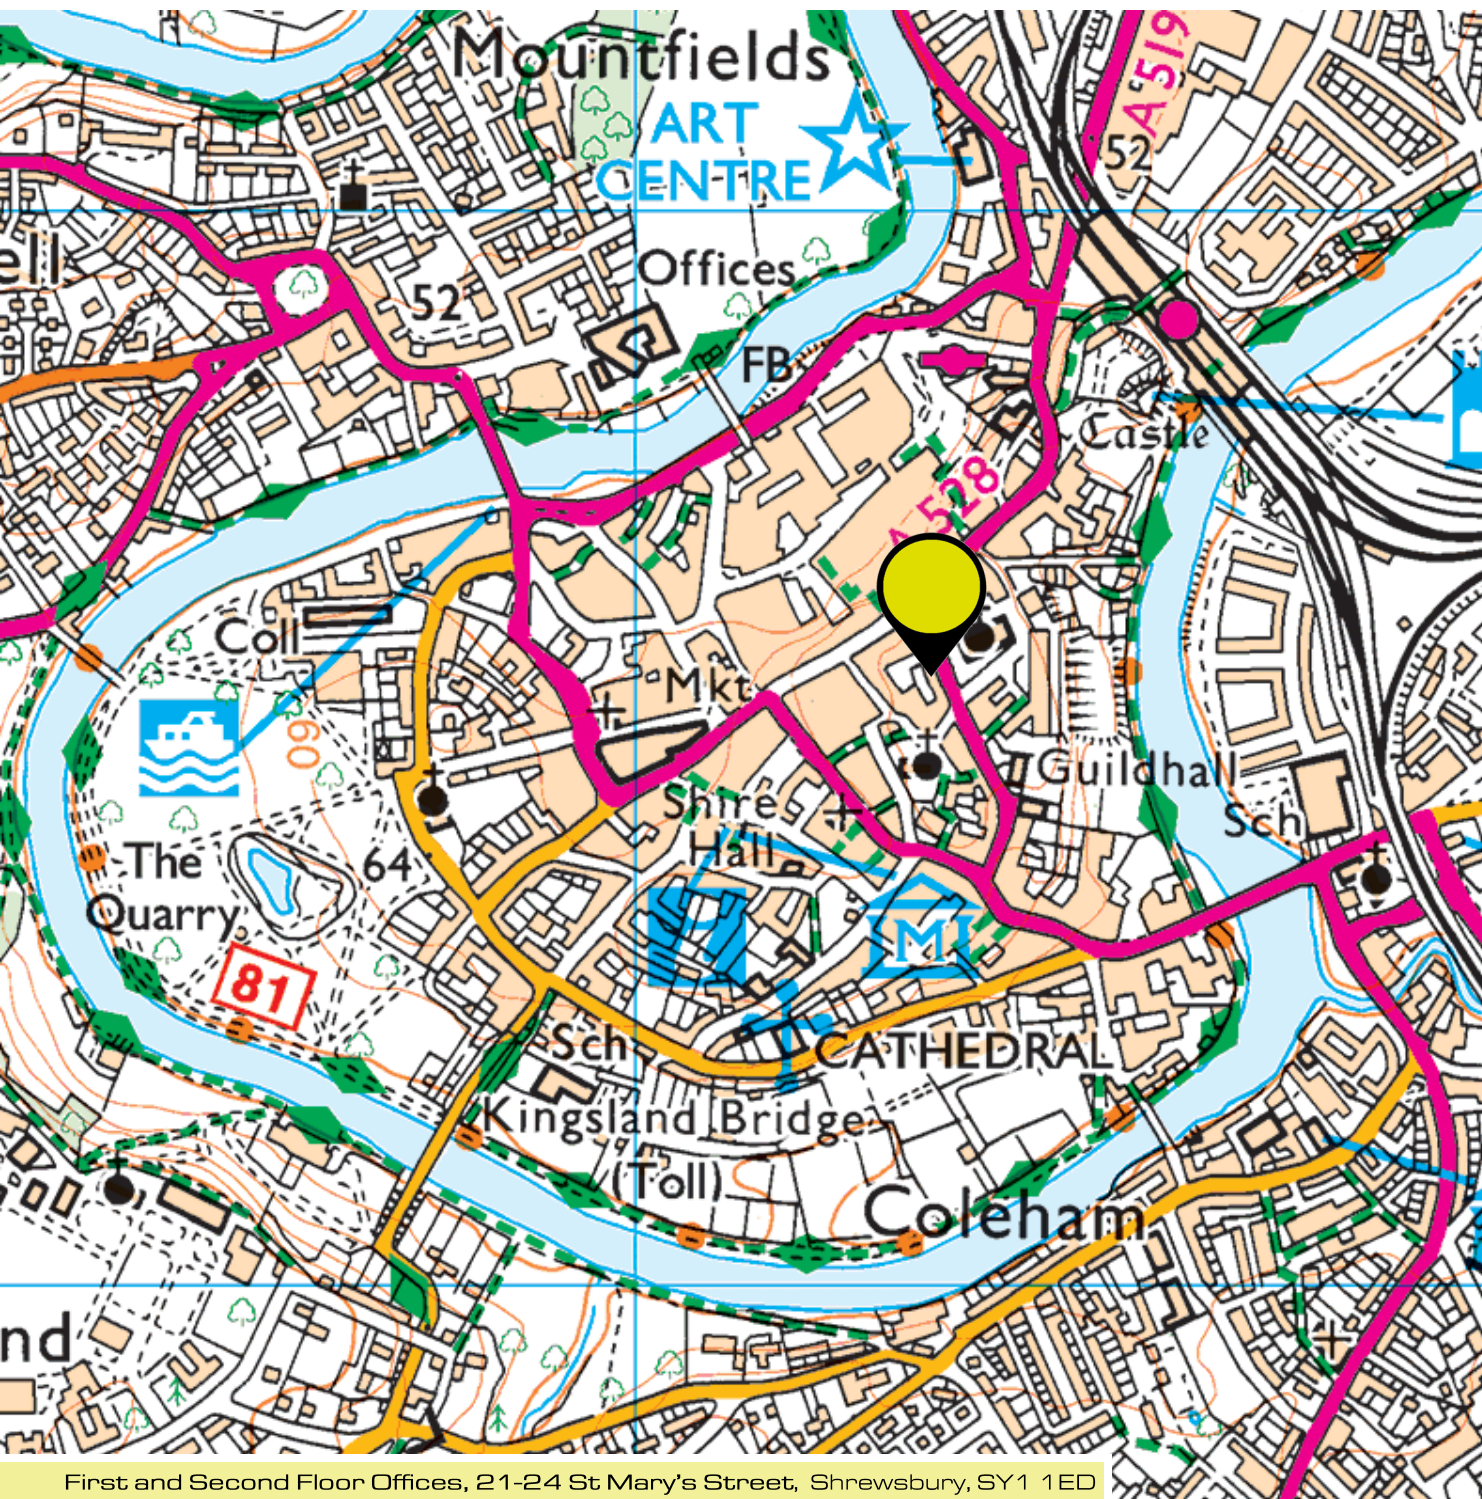 Mountfields
A 519
ART
CENTRE
52
ell
Offices
52
FB
Castle
A 528
Coll
Mkt
60
Guildhall
Shire
Hall
Sch
The
Quarry
64
P
M
81
Sch
CATHEDRAL
Kingsland Bridge
(Toll)
Coleham
nd
First and Second Floor Offices, 21-24 St Mary's Street, Shrewsbury, SY1 1ED